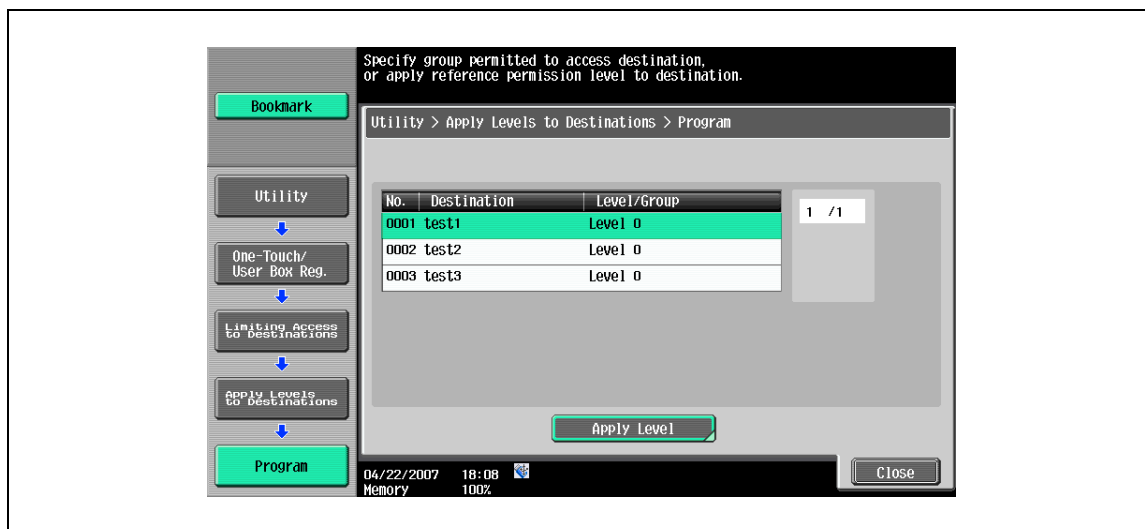 Specify group permitted to access destination,
or apply reference permission level to destination.
Bookmark
Utility > Apply Levels to Destinations > Program
Utility
One-Touch/
User Box Reg.
Limiting Access
to Destinations
Apply Levels
to Destinations
Program
No. Destination Level/Group
0001 test1 Level 0
0002 test2 Level 0
0003 test3 Level 0
1 /1
Apply Level
04/22/2007 18:08
Memory 100%
Close